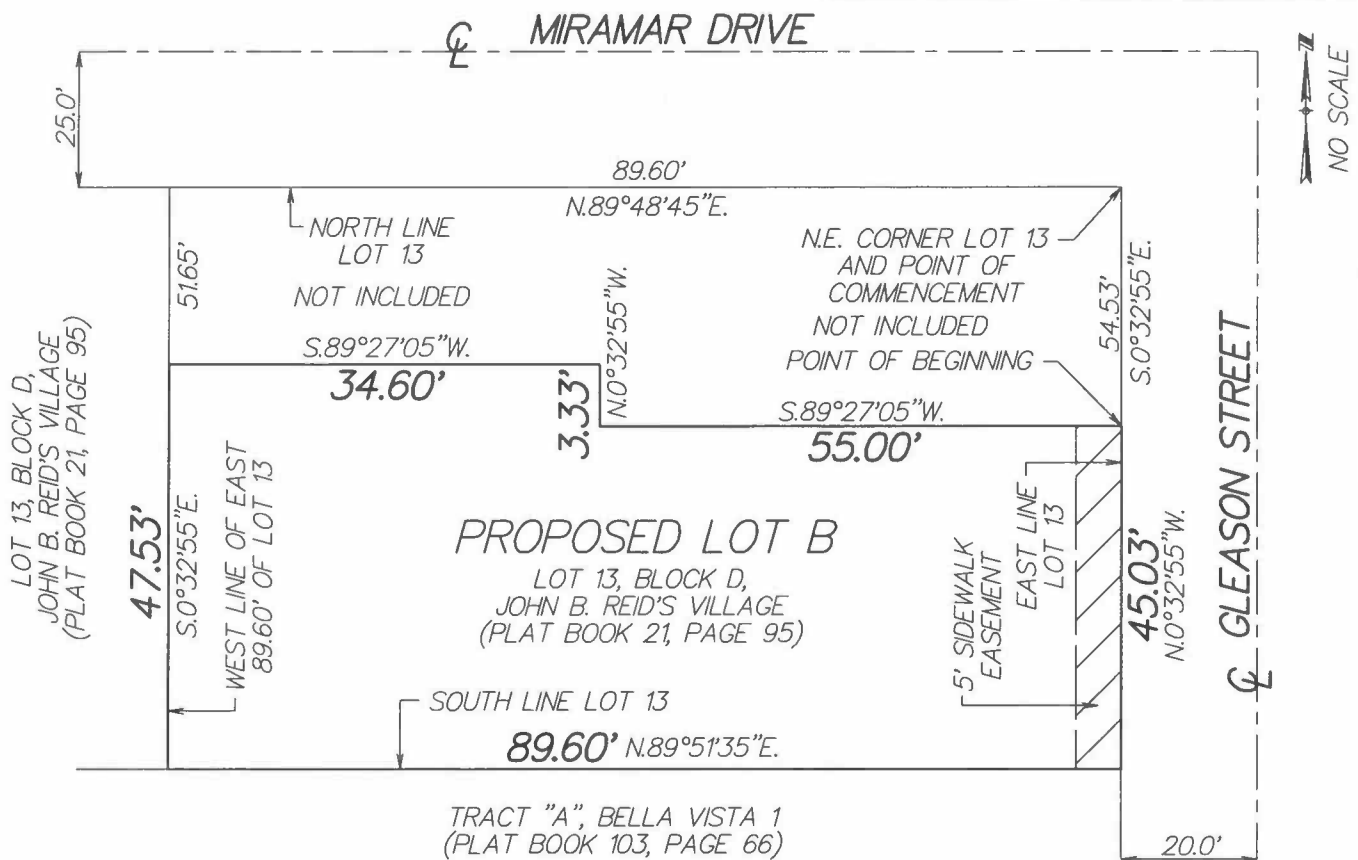 ℄ MIRAMAR DRIVE
25.0'
NO SCALE
89.60'
N.89°48'45"E.
NORTH LINE
LOT 13
NOT INCLUDED
51.65'
N.E. CORNER LOT 13
AND POINT OF
COMMENCEMENT
NOT INCLUDED
POINT OF BEGINNING
54.53'
S.0°32'55"E.
S.89°27'05"W.
34.60'
3.33'
N.0°32'55"W.
S.89°27'05"W.
55.00'
LOT 13, BLOCK D,
JOHN B. REID'S VILLAGE
(PLAT BOOK 21, PAGE 95)
47.53'
S.0°32'55"E.
WEST LINE OF EAST
89.60' OF LOT 13
PROPOSED LOT B
LOT 13, BLOCK D,
JOHN B. REID'S VILLAGE
(PLAT BOOK 21, PAGE 95)
5' SIDEWALK
EASEMENT
EAST LINE
LOT 13
45.03'
N.0°32'55"W.
℄ GLEASON STREET
SOUTH LINE LOT 13
89.60' N.89°51'35"E.
TRACT "A", BELLA VISTA 1
(PLAT BOOK 103, PAGE 66)
20.0'